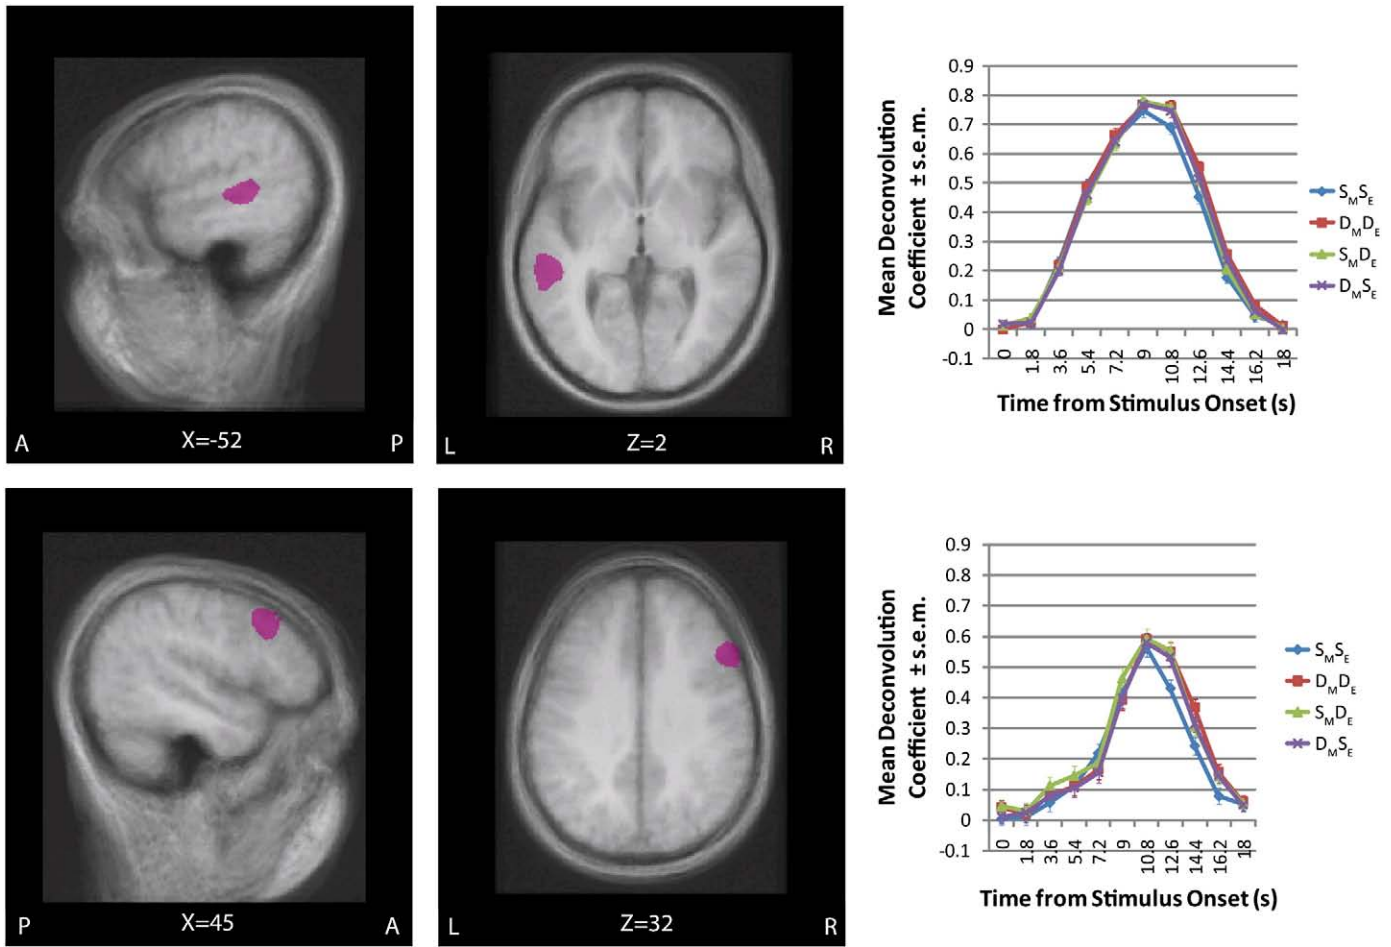 A X=-52 P
L Z=2 R
Mean Deconvolution
Coefficient ± s.e.m.
0.9
0.8
0.7
0.6
0.5
0.4
0.3
0.2
0.1
0
-0.1
0 1.8 3.6 5.4 7.2 9 10.8 12.6 14.4 16.2 18
Time from Stimulus Onset (s)
SMSE
DMDE
SMDE
DMSE
P X=45 A
L Z=32 R
Mean Deconvolution
Coefficient ± s.e.m.
0.9
0.8
0.7
0.6
0.5
0.4
0.3
0.2
0.1
0
-0.1
0 1.8 3.6 5.4 7.2 9 10.8 12.6 14.4 16.2 18
Time from Stimulus Onset (s)
SMSE
DMDE
SMDE
DMSE